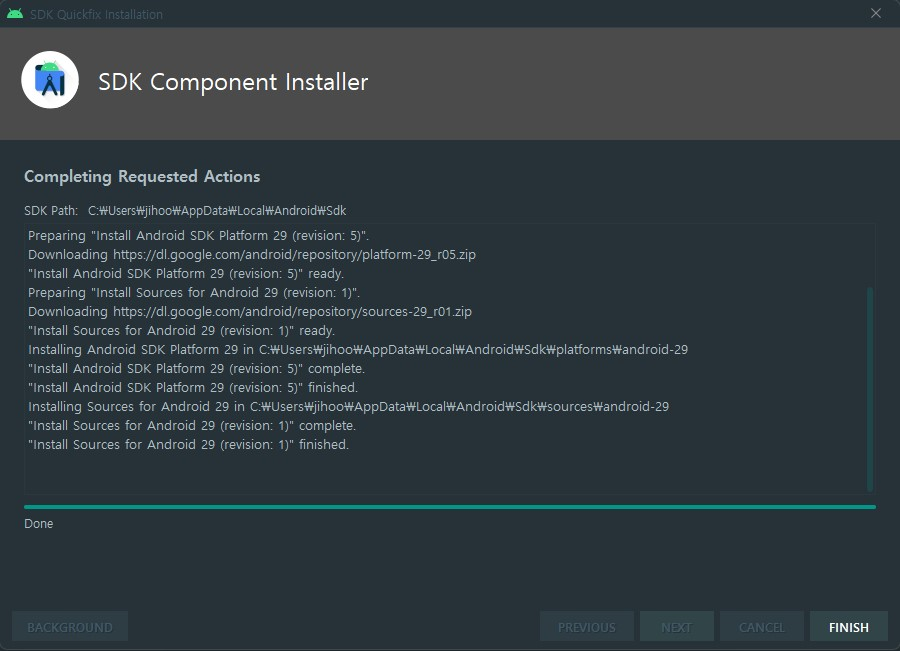 SDK Quickfix Installation
SDK Component Installer
Completing Requested Actions
SDK Path: C:₩Users₩jihoo₩AppData₩Local₩Android₩Sdk
Preparing "Install Android SDK Platform 29 (revision: 5)".
Downloading https://dl.google.com/android/repository/platform-29_r05.zip
"Install Android SDK Platform 29 (revision: 5)" ready.
Preparing "Install Sources for Android 29 (revision: 1)".
Downloading https://dl.google.com/android/repository/sources-29_r01.zip
"Install Sources for Android 29 (revision: 1)" ready.
Installing Android SDK Platform 29 in C:₩Users₩jihoo₩AppData₩Local₩Android₩Sdk₩platforms₩android-29
"Install Android SDK Platform 29 (revision: 5)" complete.
"Install Android SDK Platform 29 (revision: 5)" finished.
Installing Sources for Android 29 in C:₩Users₩jihoo₩AppData₩Local₩Android₩Sdk₩sources₩android-29
"Install Sources for Android 29 (revision: 1)" complete.
"Install Sources for Android 29 (revision: 1)" finished.
Done
BACKGROUND PREVIOUS NEXT CANCEL FINISH